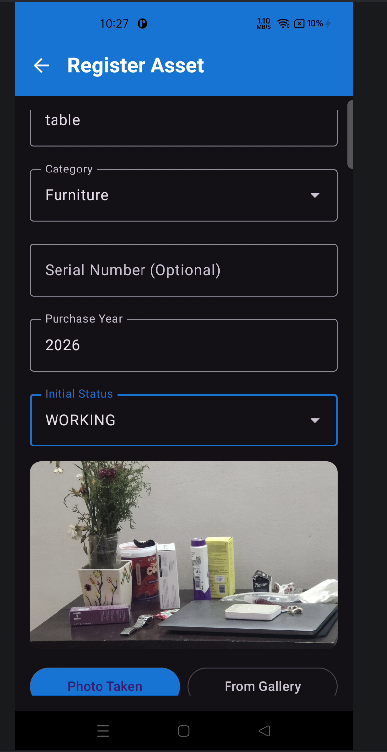 10:27
1.10
MB/S
10%
Register Asset
table
Category
Furniture
Serial Number (Optional)
Purchase Year
2026
Initial Status
WORKING
Photo Taken
From Gallery